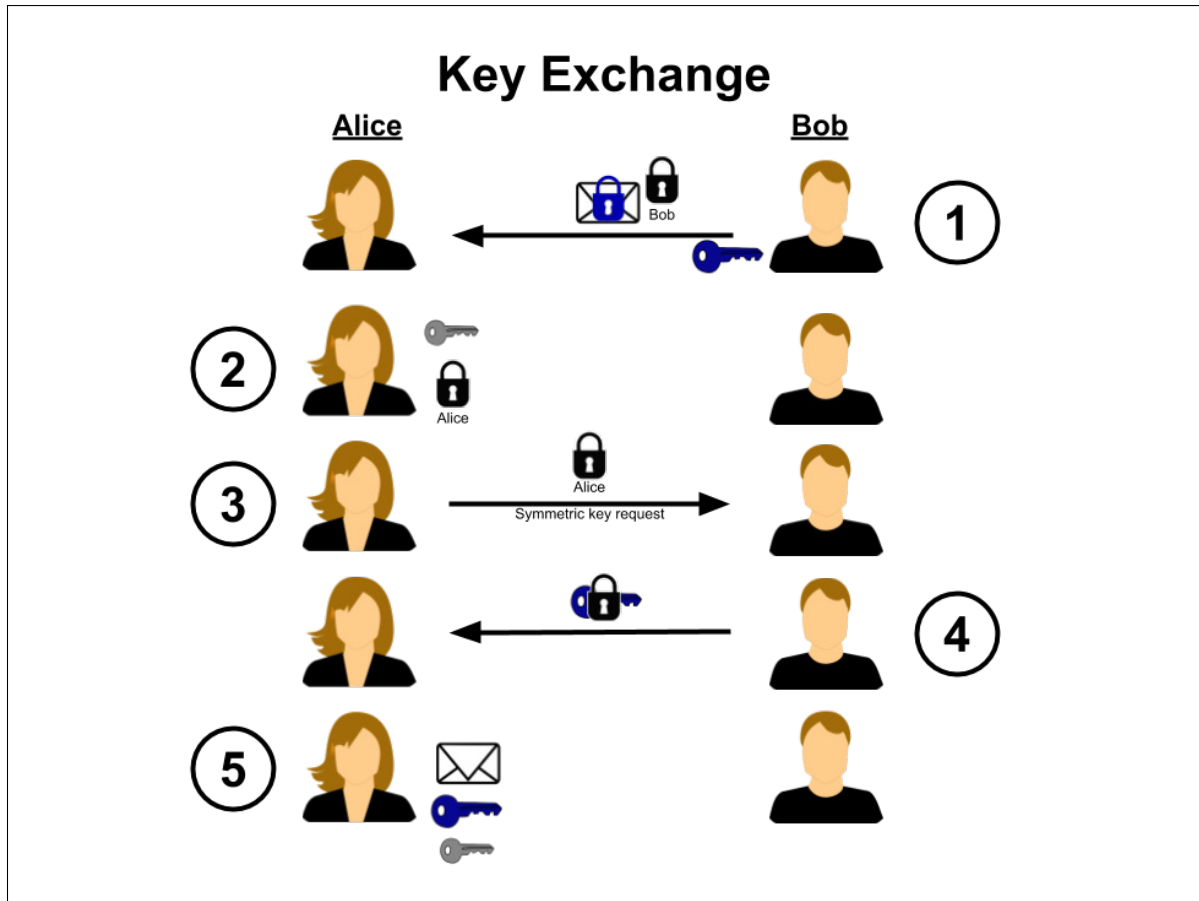 Key Exchange
Alice
Bob
Bob
1
2
Alice
3
Alice
Symmetric key request
4
5